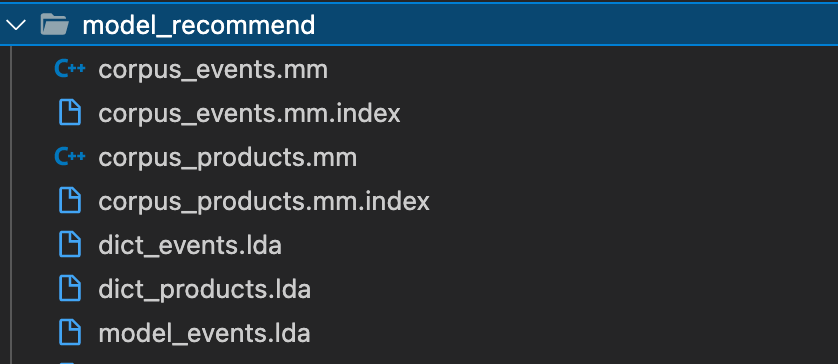 model_recommend
C++ corpus_events.mm
corpus_events.mm.index
C++ corpus_products.mm
corpus_products.mm.index
dict_events.lda
dict_products.lda
model_events.lda